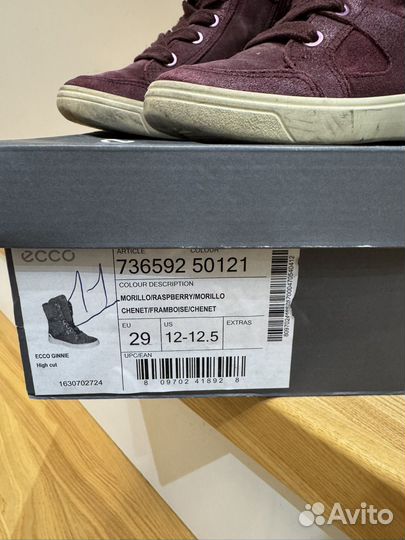 ecco
ARTICLE COLOUR
736592 50121
COLOUR DESCRIPTION
MORILLO/RASPBERRY/MORILLO
CHENET/FRAMBOISE/CHENET
EU US EXTRAS
29 12-12.5
ECCO GINNIE
High cut
UPC/EAN
1630702724
8 09702 41892 8
Avito